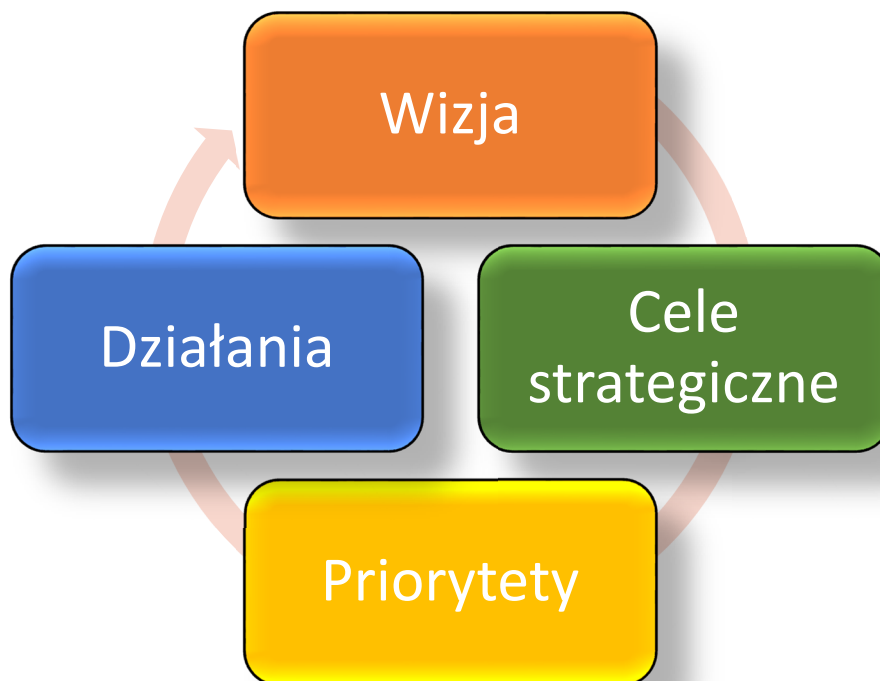 Wizja
Działania
Cele
strategiczne
Priorytety